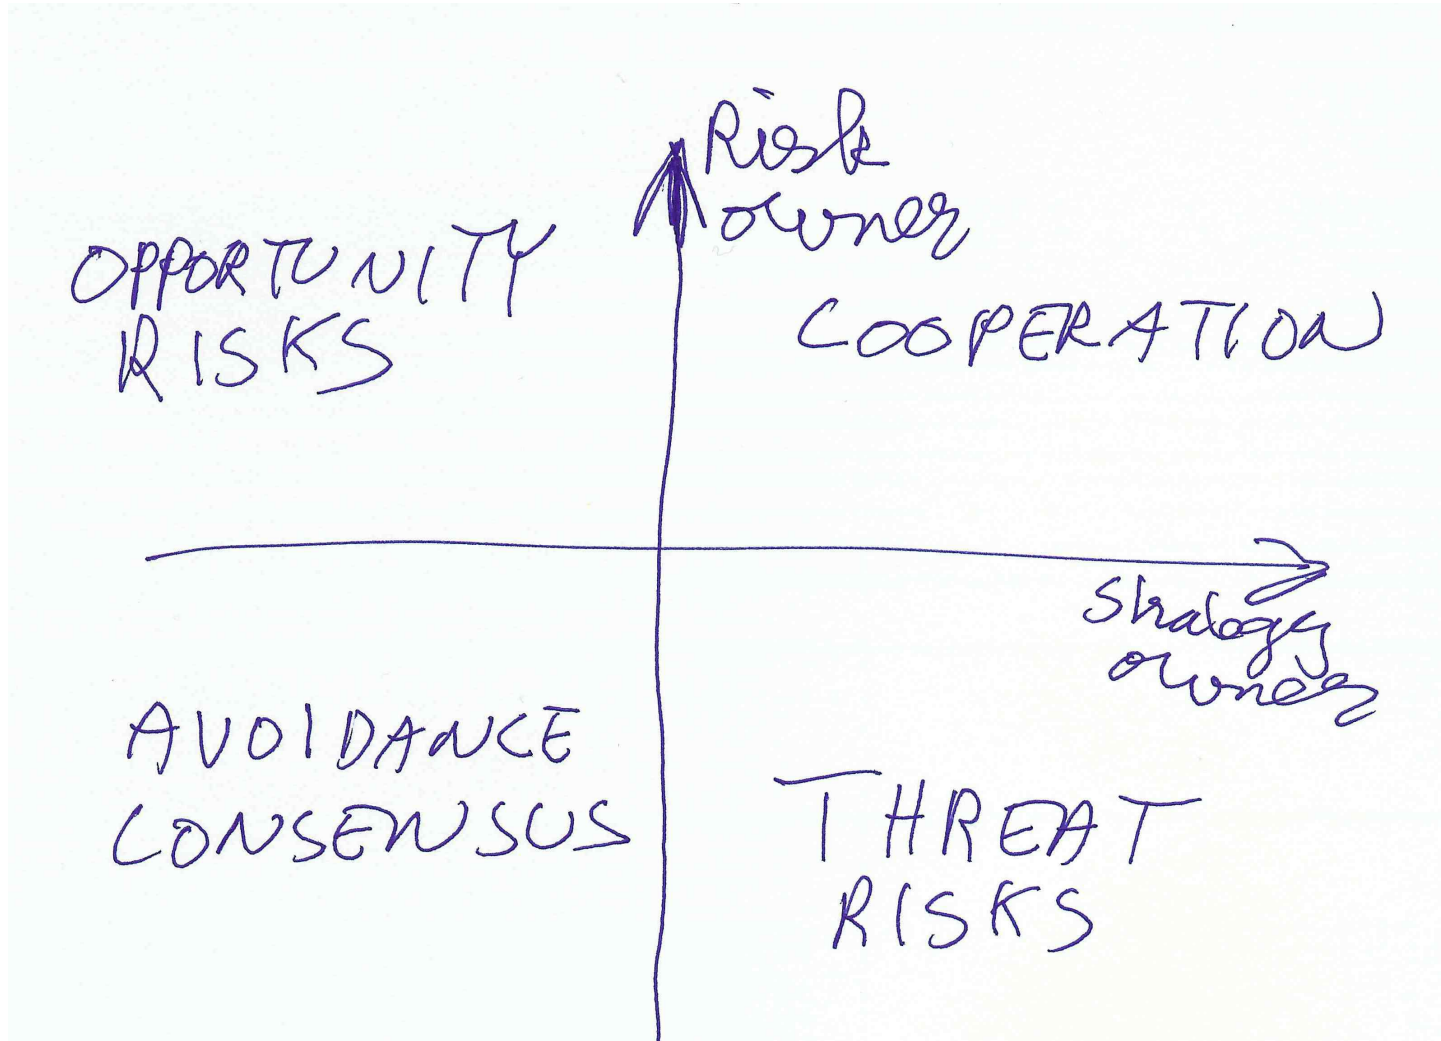 Risk
owner
OPPORTUNITY
RISKS
COOPERATION
Strategy
owner
AVOIDANCE
CONSENSUS
THREAT
RISKS